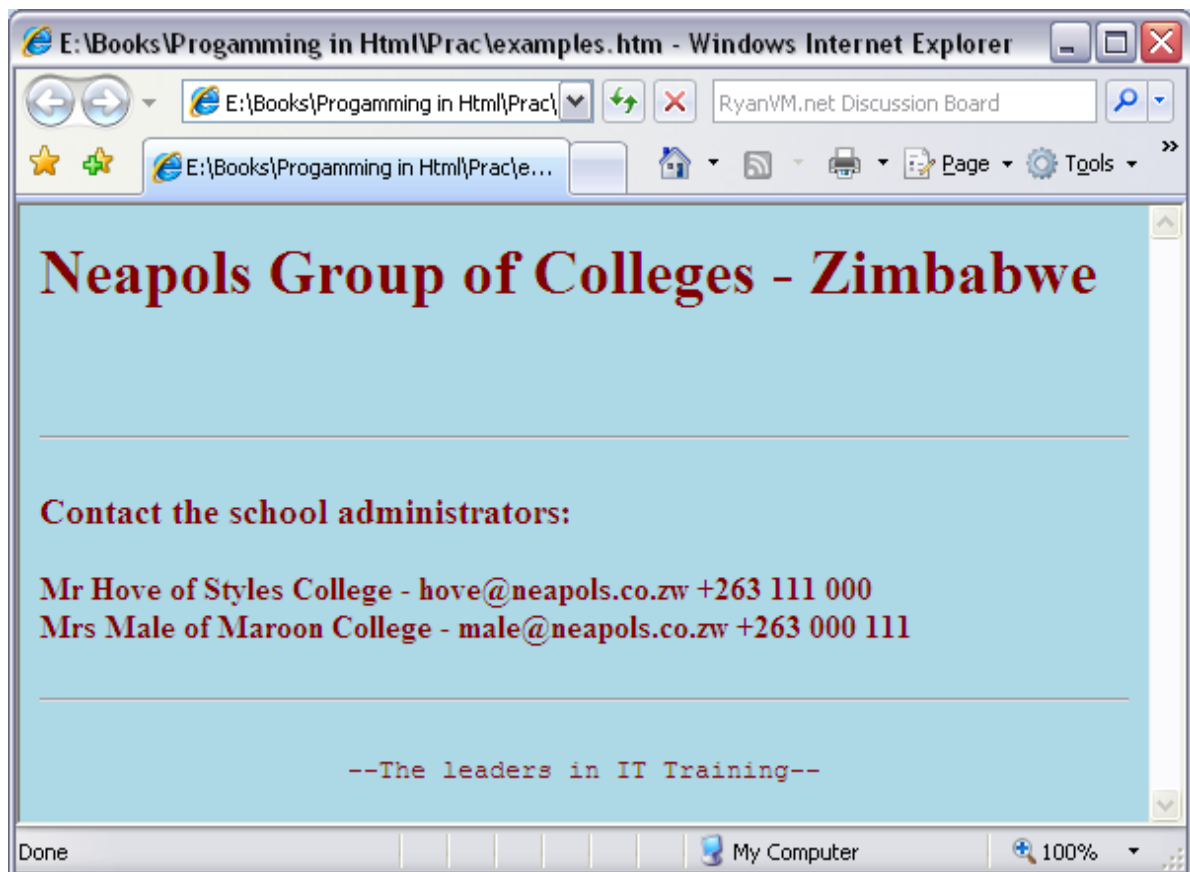 E:\Books\Progamming in Html\Prac\examples.htm - Windows Internet Explorer
E:\Books\Progamming in Html\Prac\
RyanVM.net Discussion Board
E:\Books\Progamming in Html\Prac\e...
Page
Tools
»
Neapols Group of Colleges - Zimbabwe
Contact the school administrators:
Mr Hove of Styles College - hove@neapols.co.zw +263 111 000
Mrs Male of Maroon College - male@neapols.co.zw +263 000 111
--The leaders in IT Training--
Done
My Computer
100%